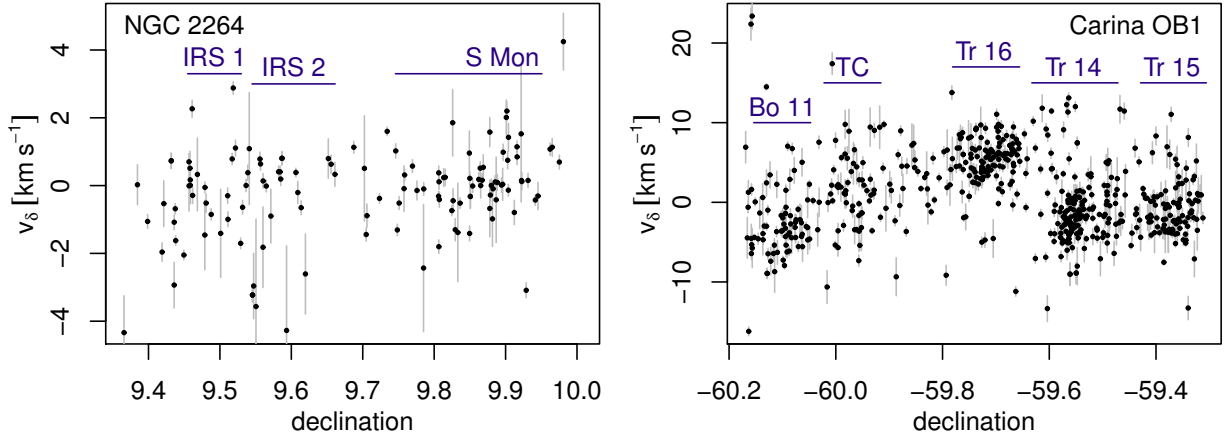 NGC 2264
IRS 1
IRS 2
S Mon
4
2
0
−2
−4
v_δ [km s⁻¹]
9.4 9.5 9.6 9.7 9.8 9.9 10.0
declination
Carina OB1
Bo 11
TC
Tr 16
Tr 14
Tr 15
20
10
0
−10
v_δ [km s⁻¹]
−60.2 −60.0 −59.8 −59.6 −59.4
declination